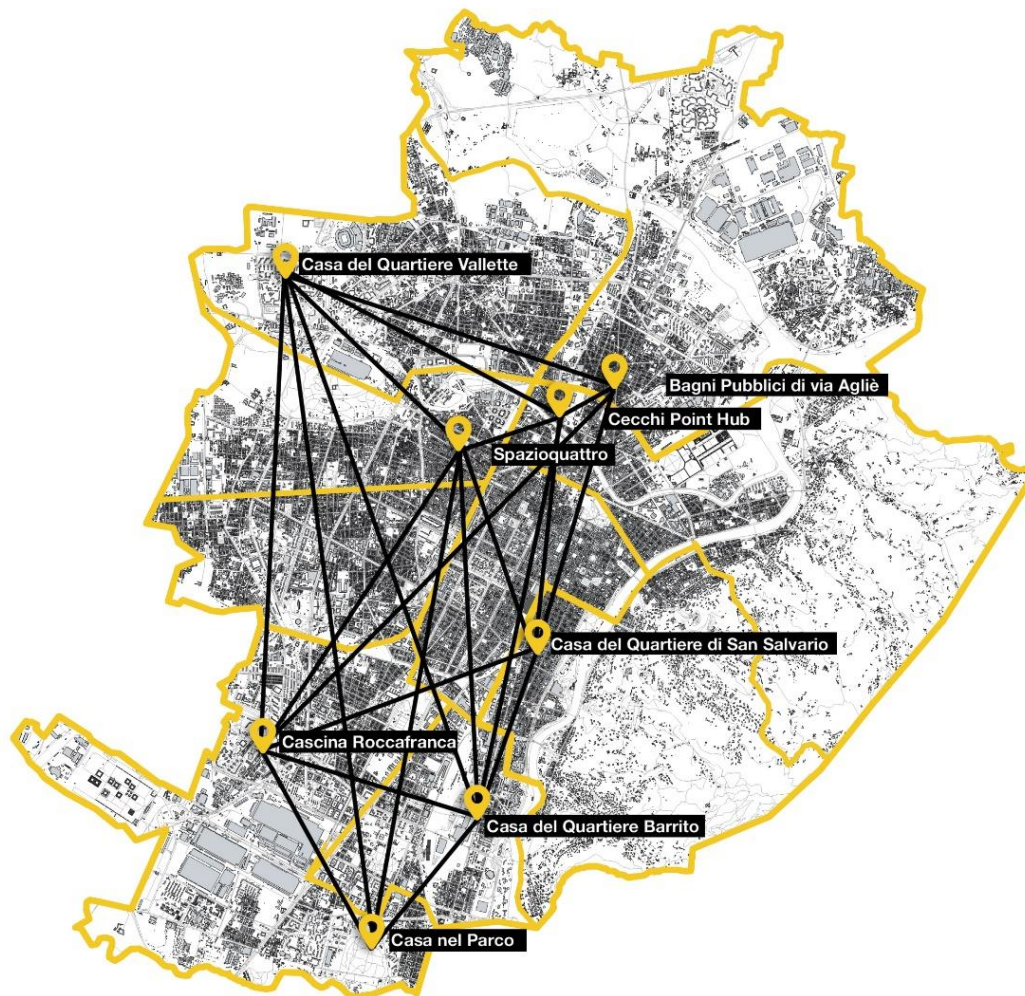 Casa del Quartiere Vallette
Bagni Pubblici di via Agliè
Cecchi Point Hub
Spazioquattro
Casa del Quartiere di San Salvario
Cascina Roccafranca
Casa del Quartiere Barrito
Casa nel Parco